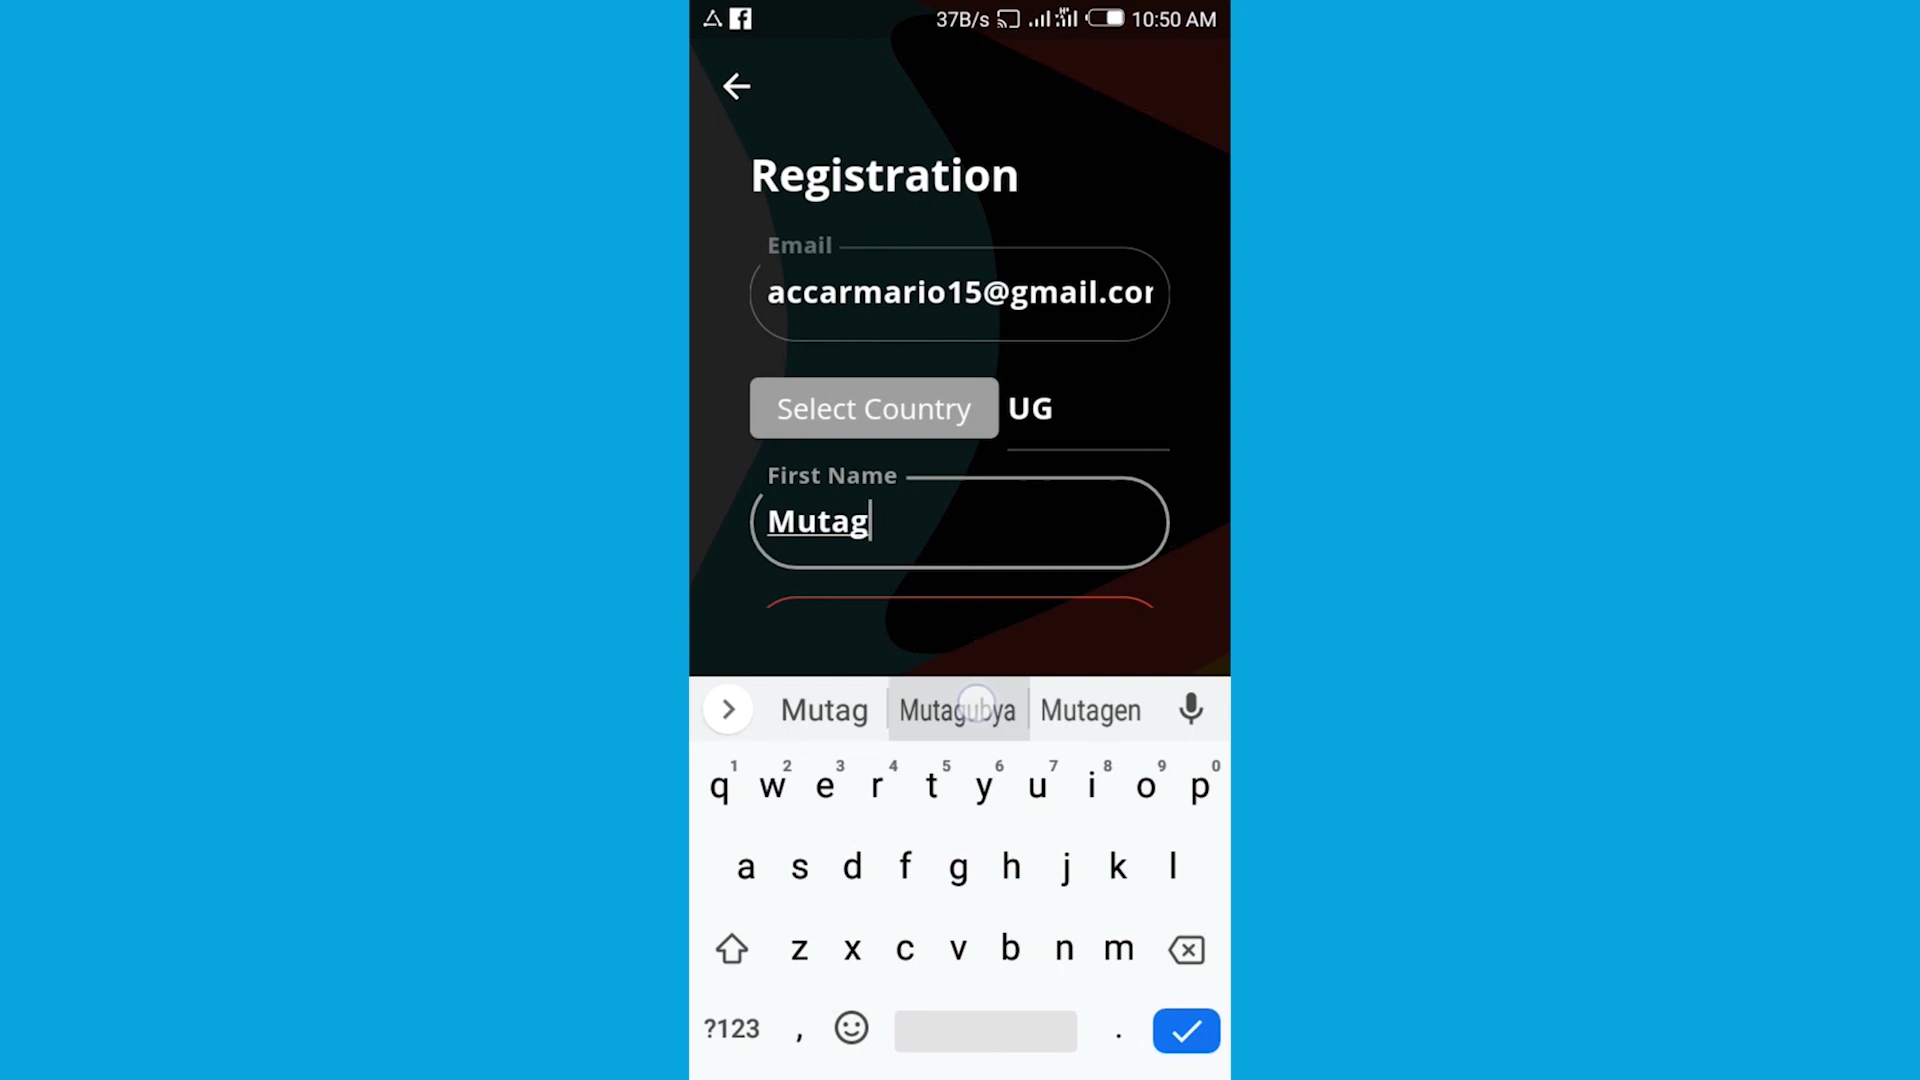 37B/s 10:50 AM
Registration
Email
accarmario15@gmail.cor
Select Country UG
First Name
Mutag
Mutag Mutagubya Mutagen
1 2 3 4 5 6 7 8 9 0
q w e r t y u i o p
a s d f g h j k l
z x c v b n m
?123 , .